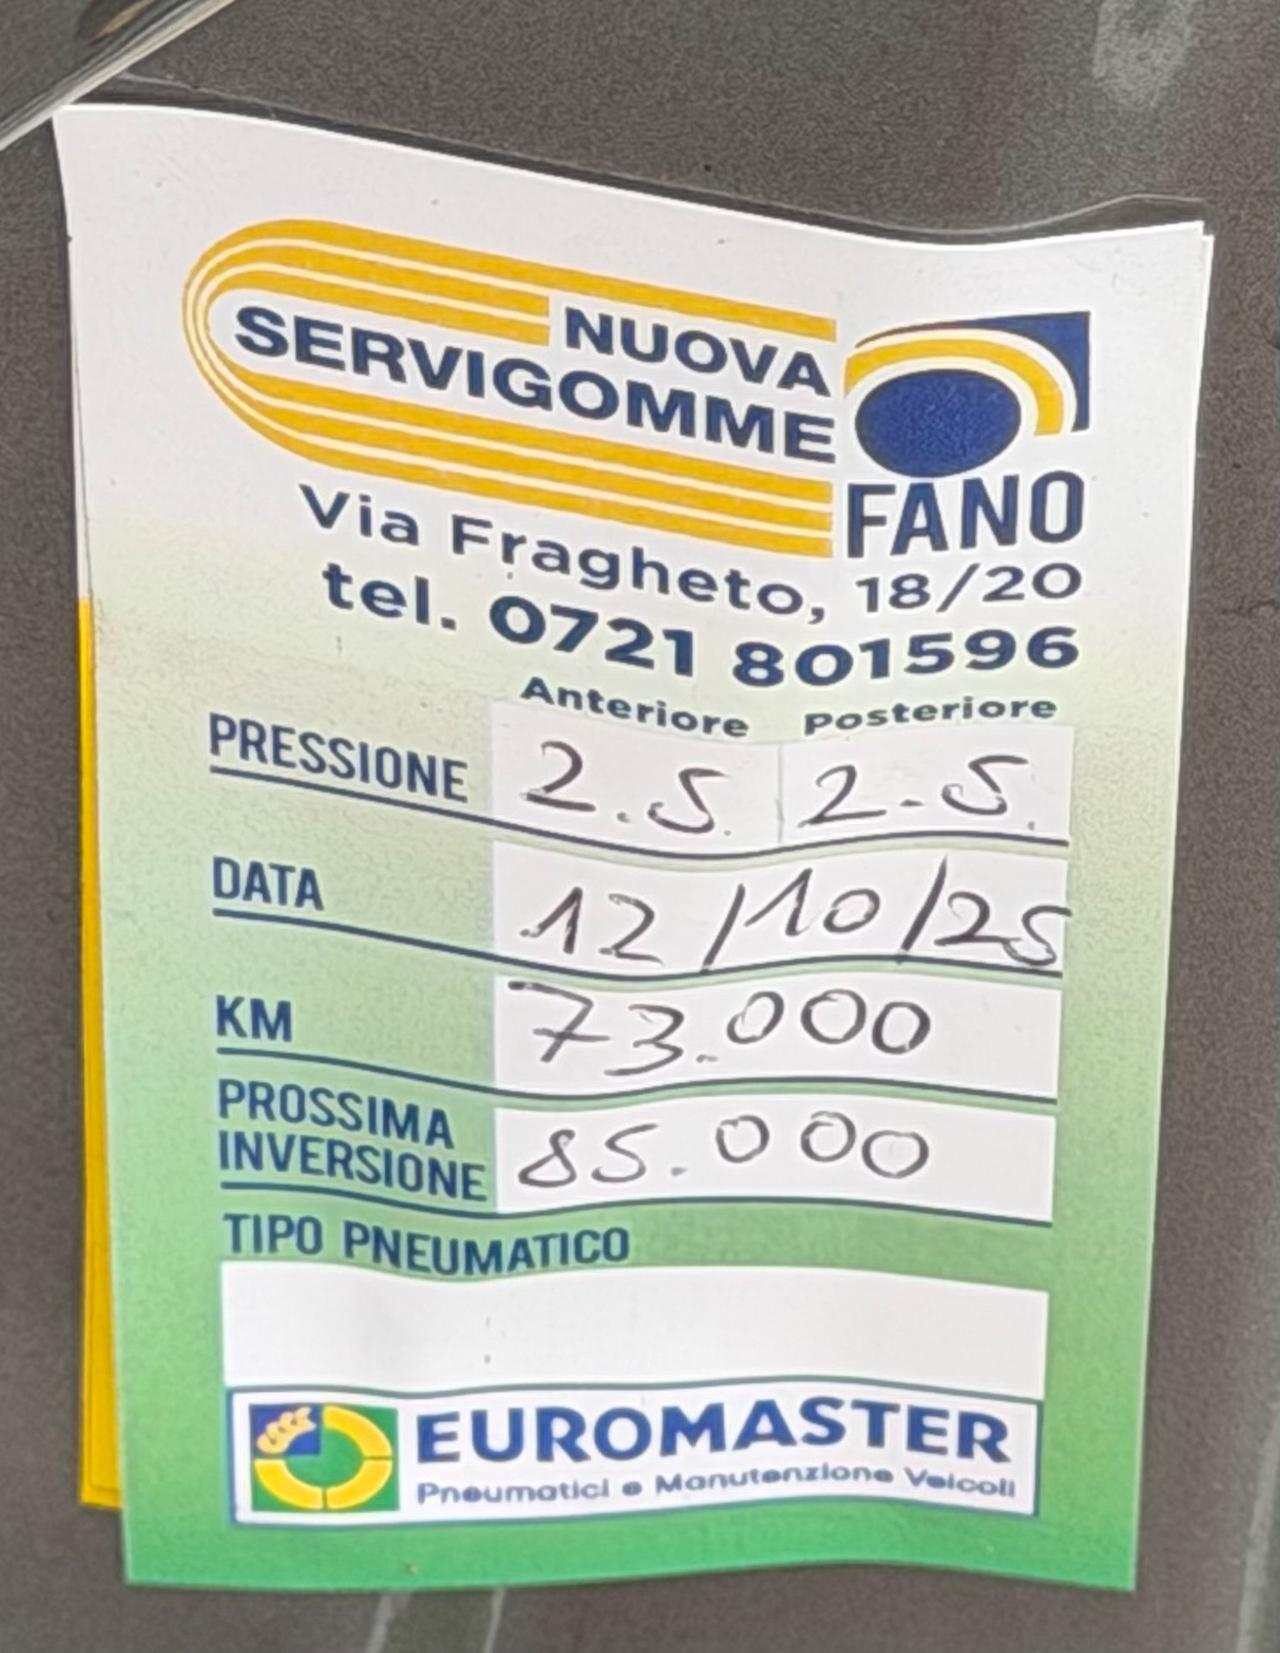 NUOVA
SERVIGOMME
FANO
Via Fragheto, 18/20
tel. 0721 801596
Anteriore Posteriore
PRESSIONE 2.5 2.5
DATA 12/10/25
KM 73.000
PROSSIMA
INVERSIONE 85.000
TIPO PNEUMATICO
EUROMASTER
Pneumatici e Manutenzione Veicoli